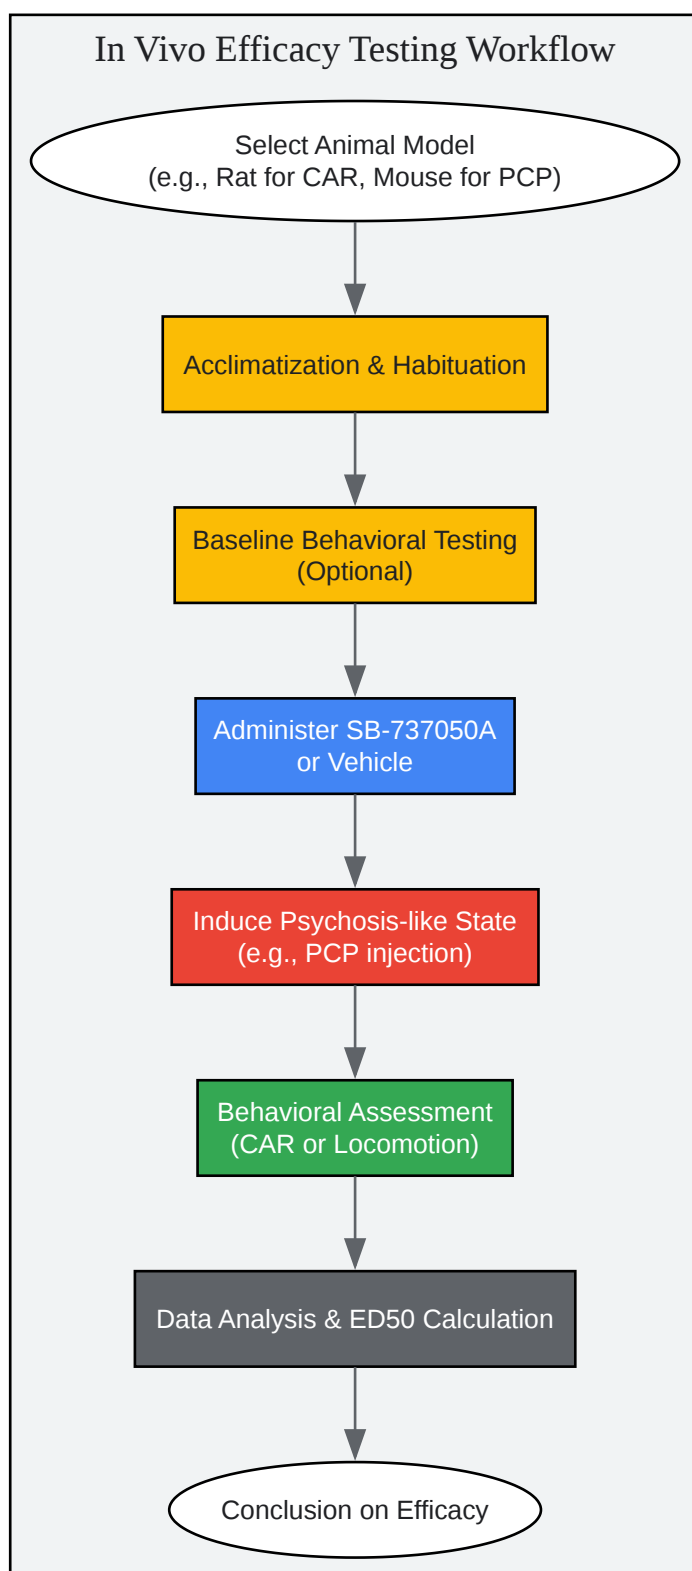 In Vivo Efficacy Testing Workflow
Select Animal Model
(e.g., Rat for CAR, Mouse for PCP)
Acclimatization & Habituation
Baseline Behavioral Testing
(Optional)
Administer SB-737050A
or Vehicle
Induce Psychosis-like State
(e.g., PCP injection)
Behavioral Assessment
(CAR or Locomotion)
Data Analysis & ED50 Calculation
Conclusion on Efficacy